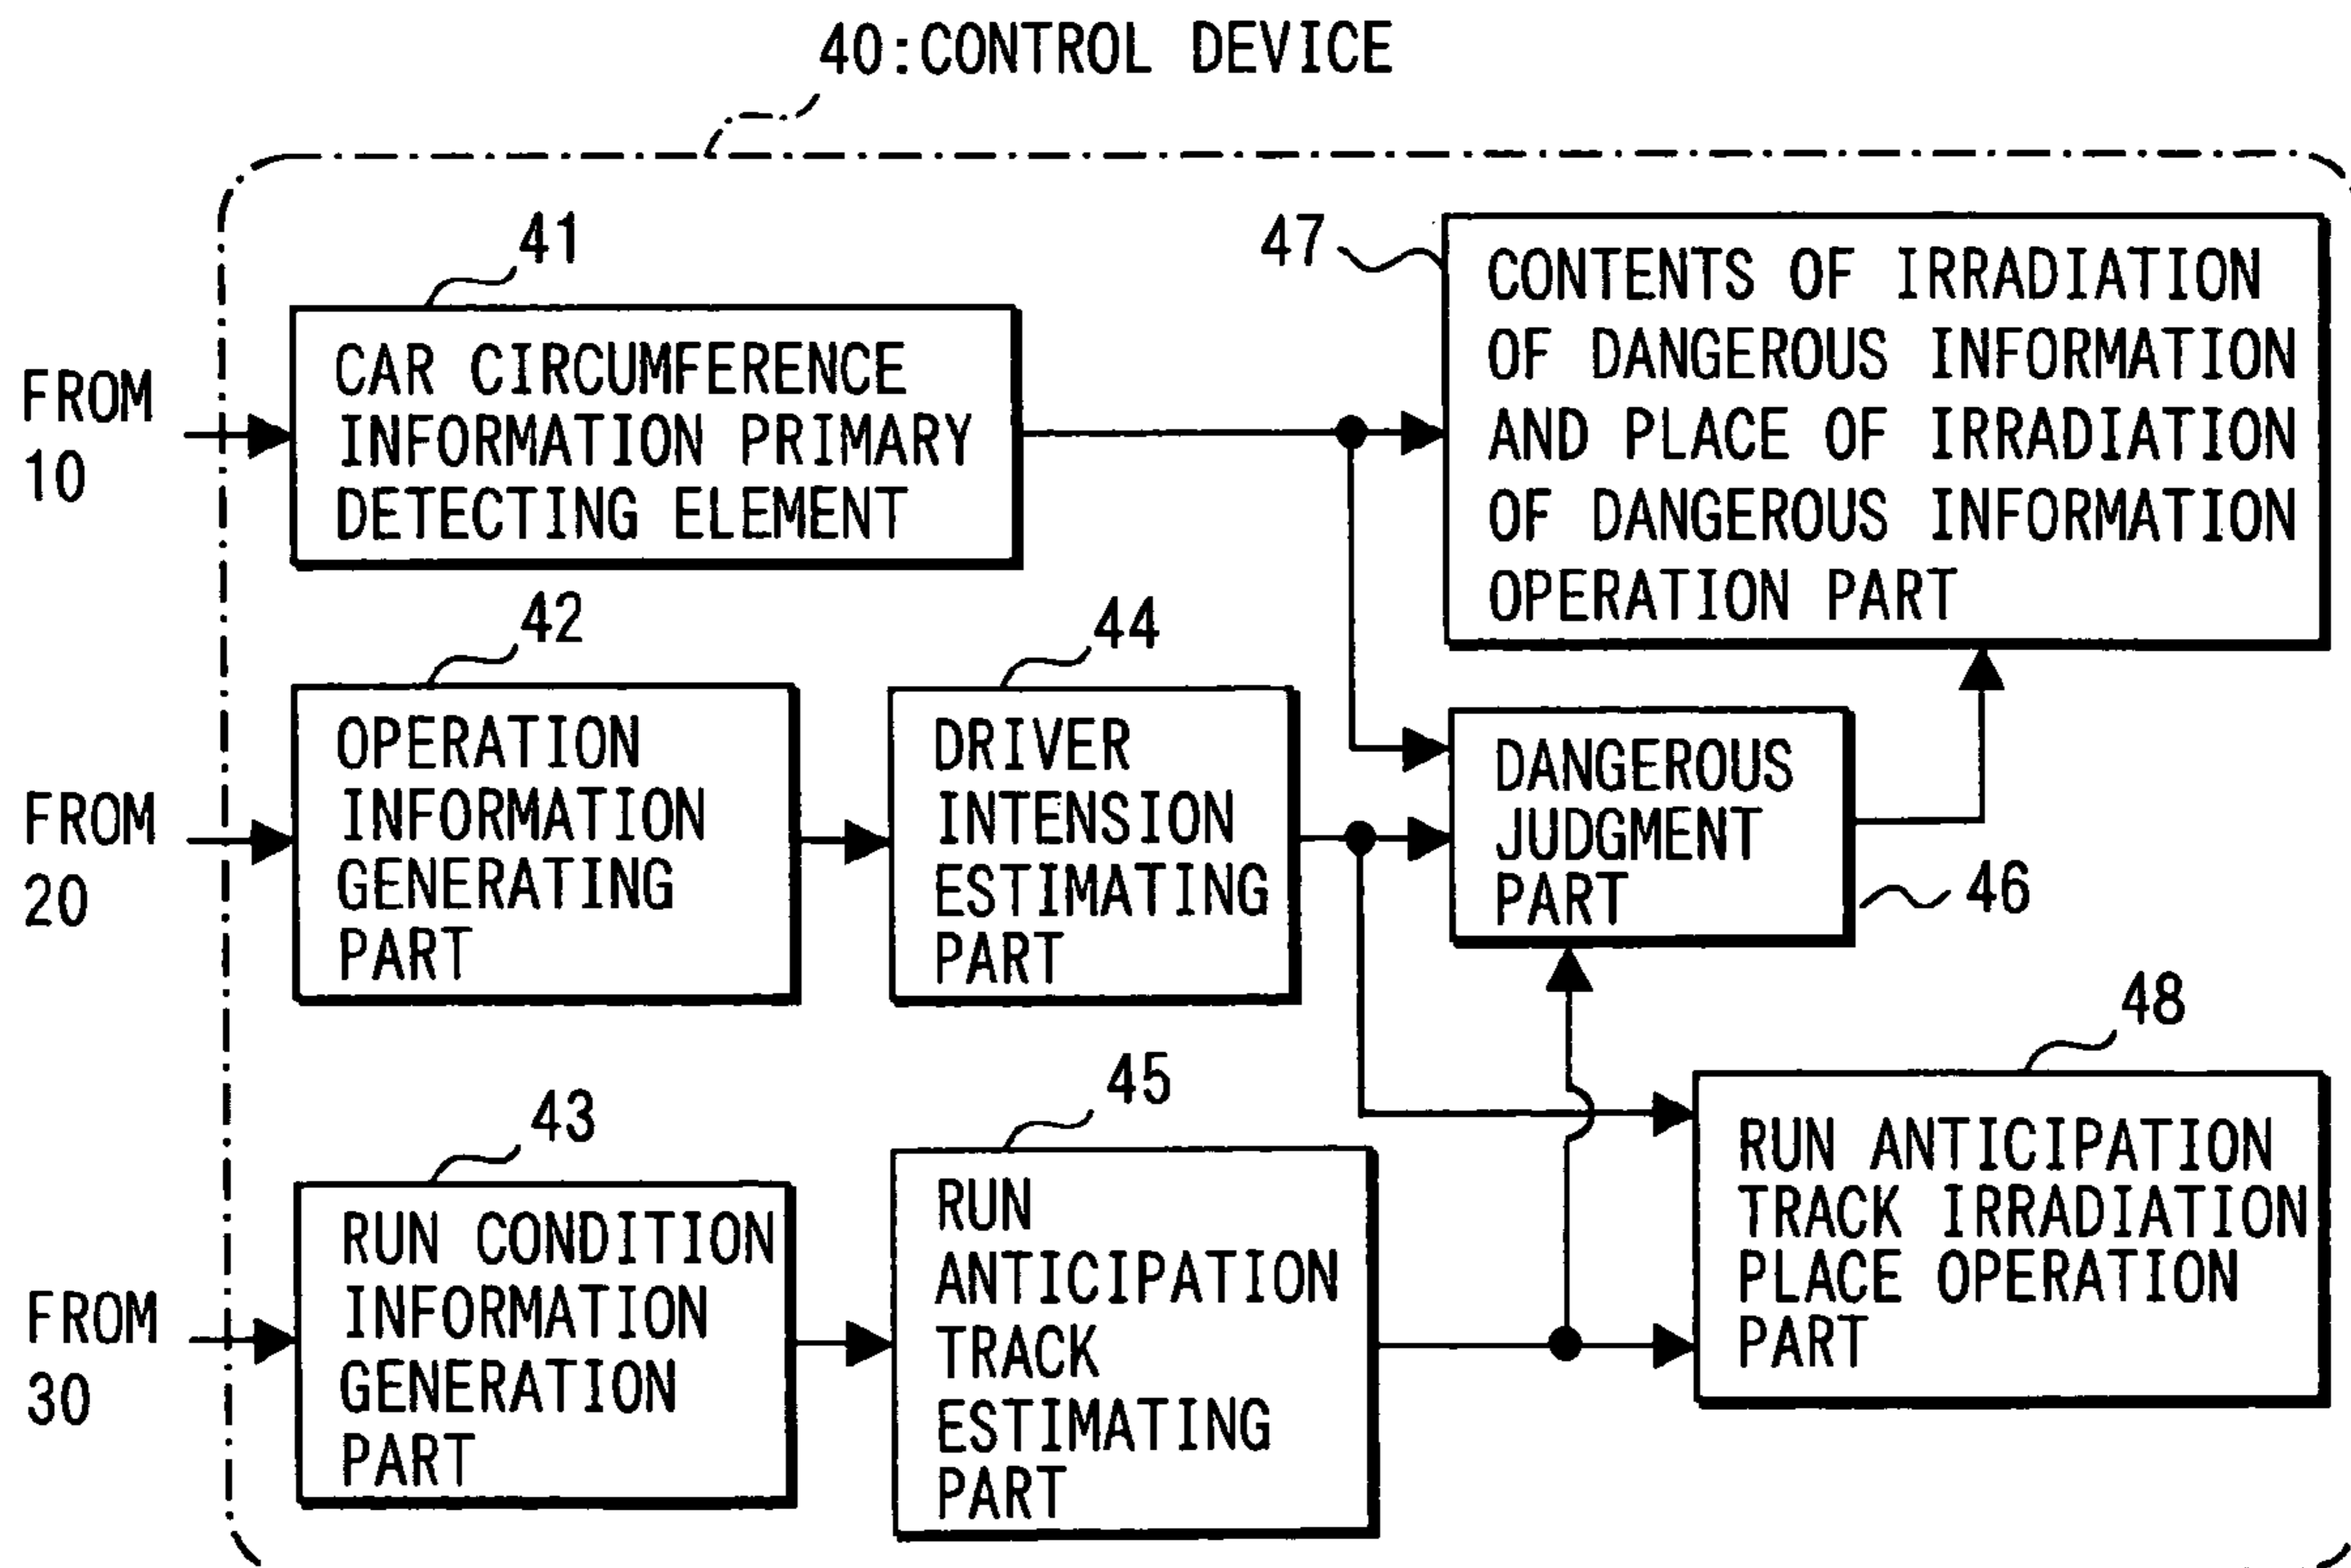 40:CONTROL DEVICE
41
CAR CIRCUMFERENCE
INFORMATION PRIMARY
DETECTING ELEMENT
47
CONTENTS OF IRRADIATION
OF DANGEROUS INFORMATION
AND PLACE OF IRRADIATION
OF DANGEROUS INFORMATION
OPERATION PART
FROM
10
42
OPERATION
INFORMATION
GENERATING
PART
44
DRIVER
INTENSION
ESTIMATING
PART
DANGEROUS
JUDGMENT
PART
46
FROM
20
43
RUN CONDITION
INFORMATION
GENERATION
PART
45
RUN
ANTICIPATION
TRACK
ESTIMATING
PART
48
RUN ANTICIPATION
TRACK IRRADIATION
PLACE OPERATION
PART
FROM
30